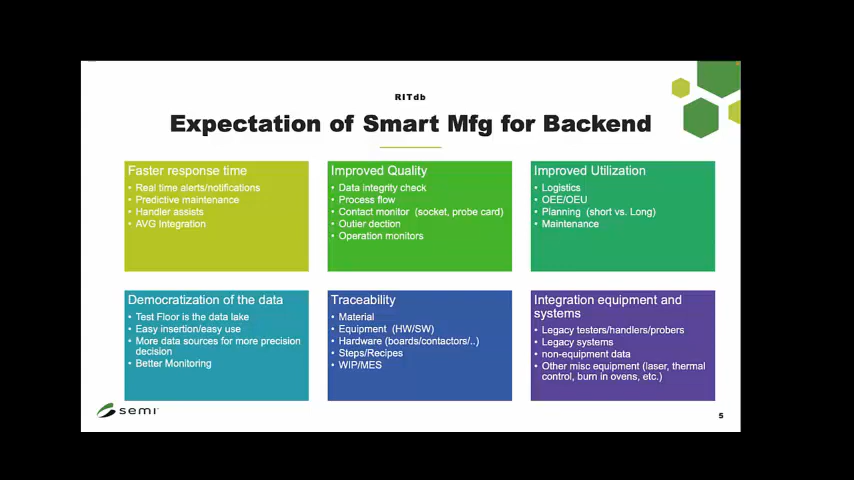 RITdb
Expectation of Smart Mfg for Backend
Faster response time
• Real time alerts/notifications
• Predictive maintenance
• Handler assists
• AVG Integration
Improved Quality
• Data integrity check
• Process flow
• Contact monitor (socket, probe card)
• Outier dection
• Operation monitors
Improved Utilization
• Logistics
• OEE/OEU
• Planning (short vs. Long)
• Maintenance
Democratization of the data
• Test Floor is the data lake
• Easy insertion/easy use
• More data sources for more precision
decision
• Better Monitoring
Traceability
• Material
• Equipment (HW/SW)
• Hardware (boards/contactors/..)
• Steps/Recipes
• WIP/MES
Integration equipment and
systems
• Legacy testers/handlers/probers
• Legacy systems
• non-equipment data
• Other misc equipment (laser, thermal
control, burn in ovens, etc.)
semi
5